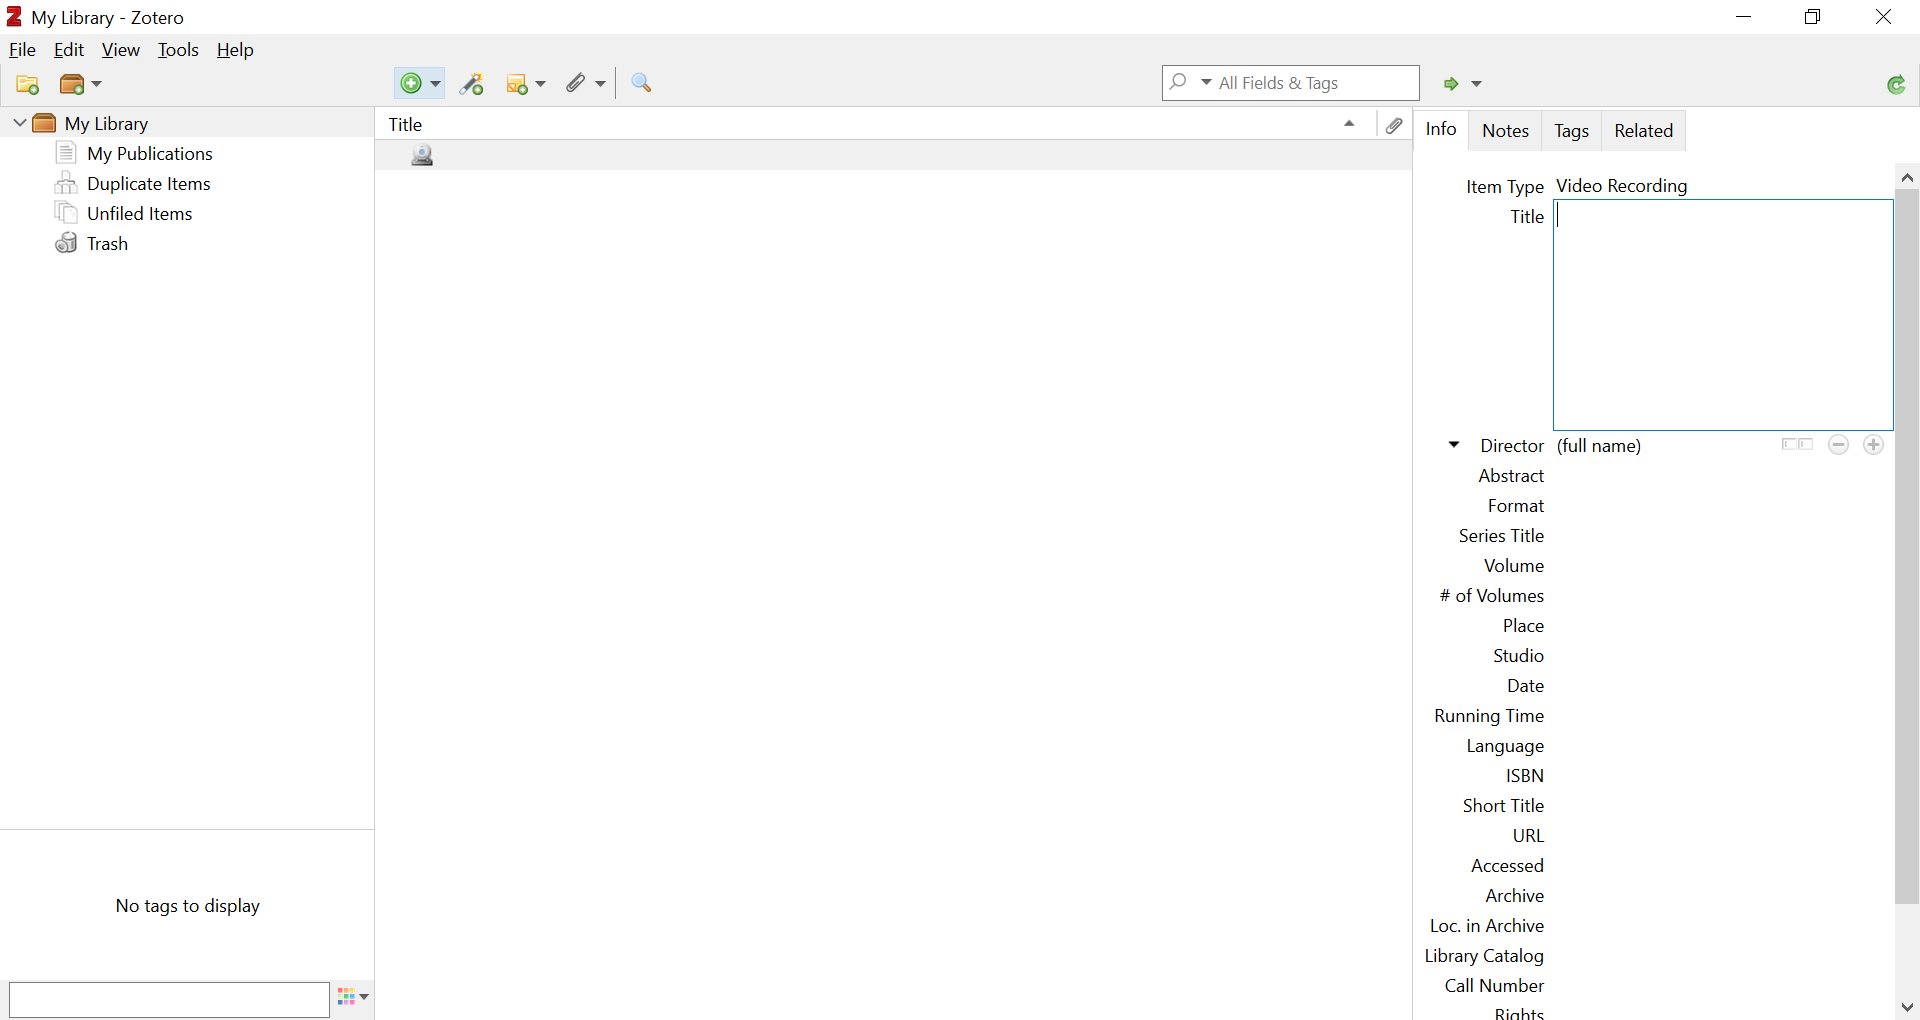 My Library - Zotero
File Edit View Tools Help
All Fields & Tags
My Library
My Publications
Duplicate Items
Unfiled Items
Trash
No tags to display
Title
Info Notes Tags Related
Item Type Video Recording
Title
Director (full name)
Abstract
Format
Series Title
Volume
# of Volumes
Place
Studio
Date
Running Time
Language
ISBN
Short Title
URL
Accessed
Archive
Loc. in Archive
Library Catalog
Call Number
Rights